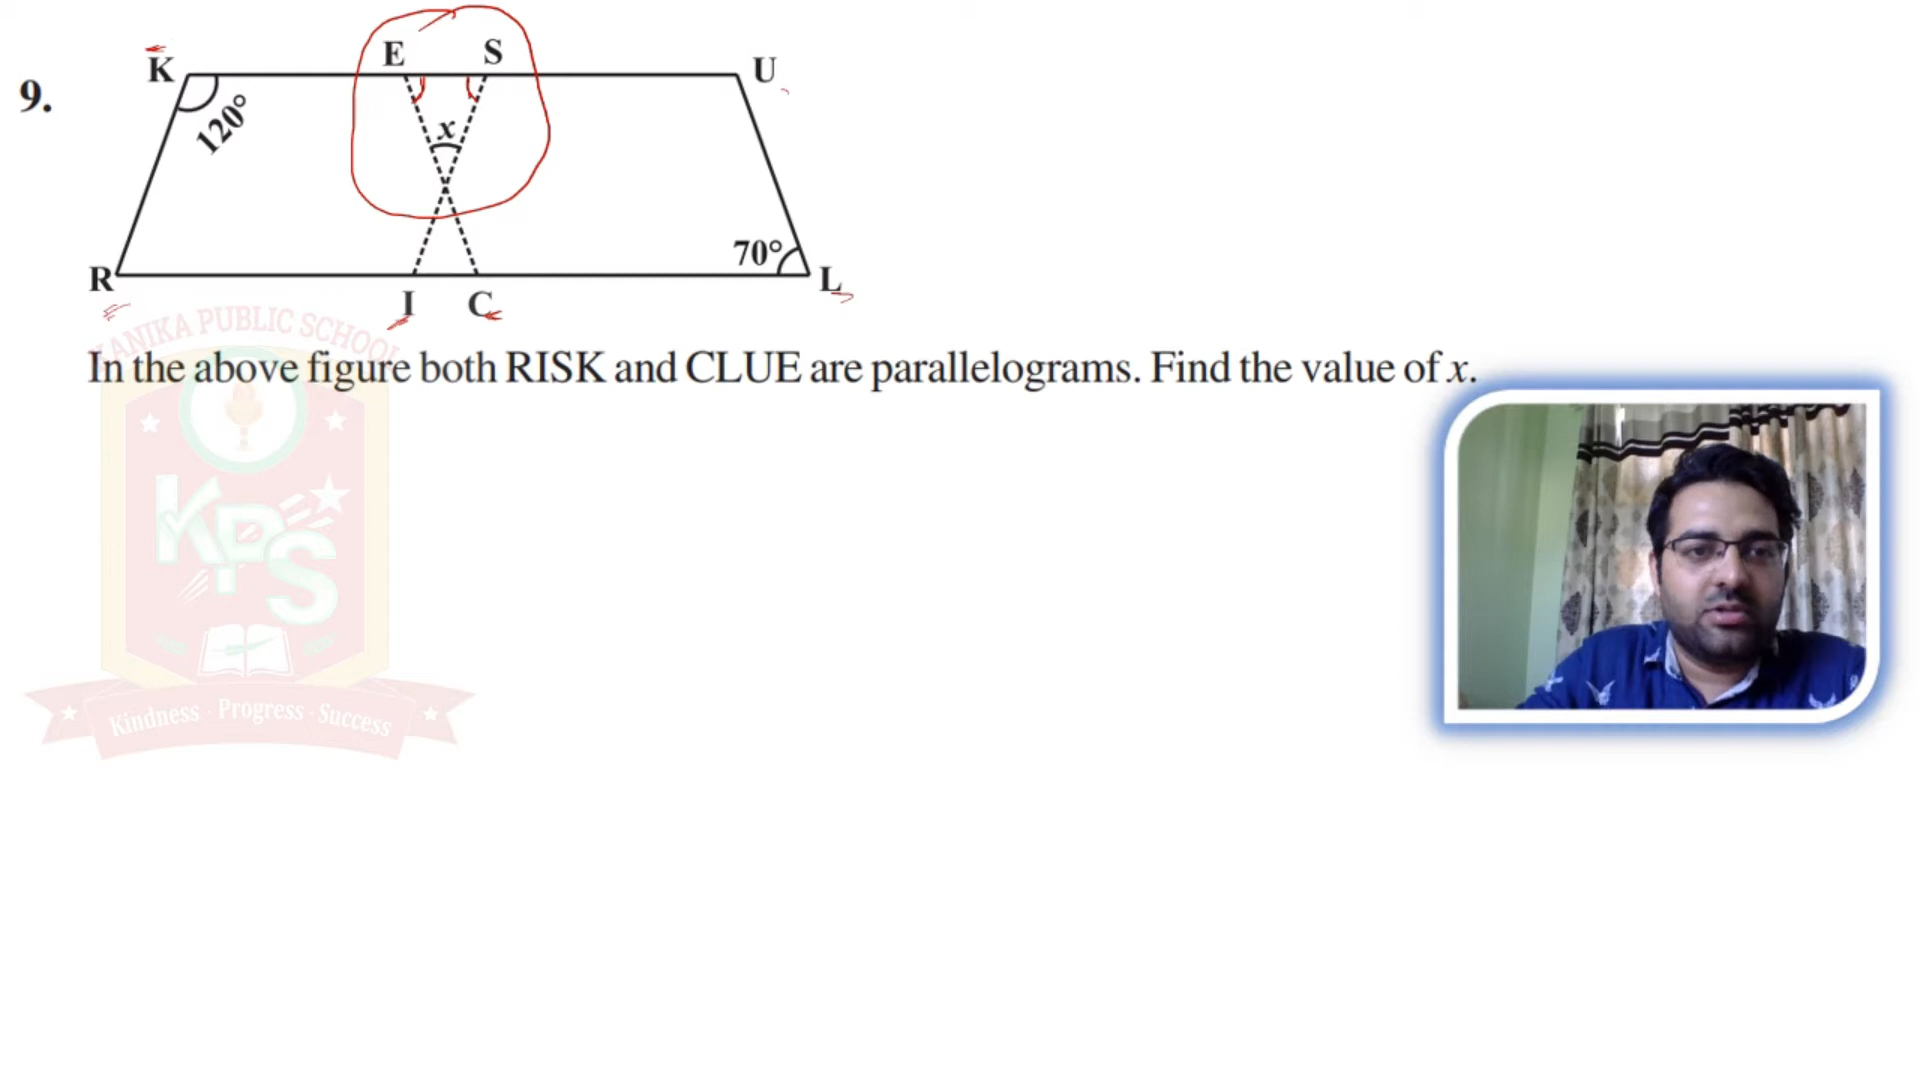 E S
K U
9.
120°
x
70°
R L
I C
KANIKA PUBLIC SCHOOL
In the above figure both RISK and CLUE are parallelograms. Find the value of x.
KPS
Kindness · Progress · Success